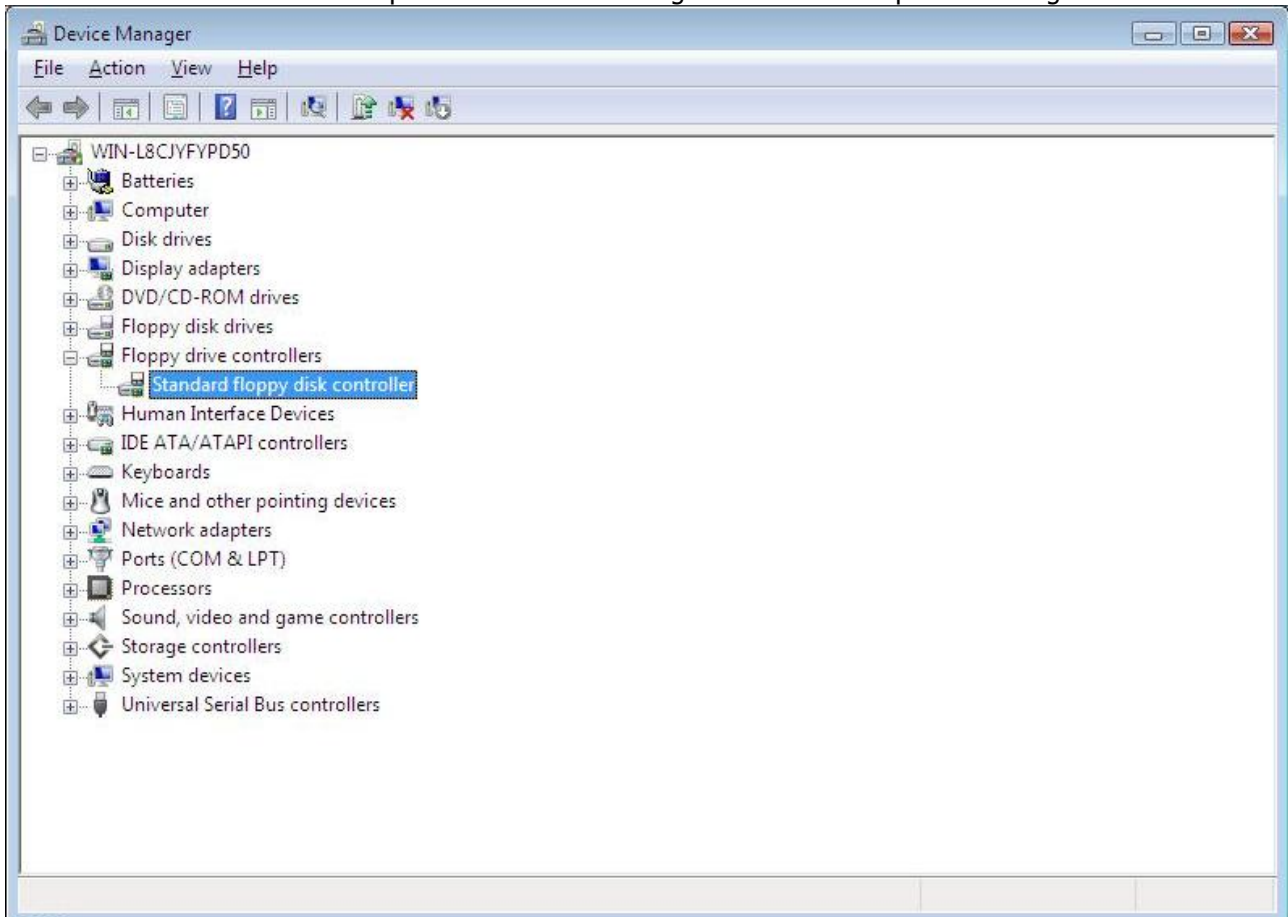 Device Manager
File Action View Help
WIN-L8CJYFYPD50
Batteries
Computer
Disk drives
Display adapters
DVD/CD-ROM drives
Floppy disk drives
Floppy drive controllers
Standard floppy disk controller
Human Interface Devices
IDE ATA/ATAPI controllers
Keyboards
Mice and other pointing devices
Network adapters
Ports (COM & LPT)
Processors
Sound, video and game controllers
Storage controllers
System devices
Universal Serial Bus controllers